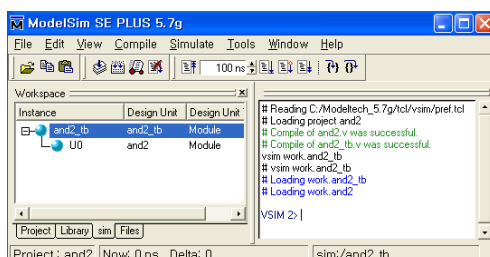 ModelSim SE PLUS 5.7g
File Edit View Compile Simulate Tools Window Help
100 ns
Workspace
Instance Design Unit Design Unit
and2_tb and2_tb Module
U0 and2 Module
Project Library sim Files
# Reading C:/Modeltech_5.7g/tcl/vsim/pref.tcl
# Loading project and2
# Compile of and2.v was successful.
# Compile of and2_tb.v was successful.
vsim work.and2_tb
# vsim work.and2_tb
# Loading work.and2_tb
# Loading work.and2
VSIM 2>
Project : and2 Now: 0 ns Delta: 0 sim:/and2_tb